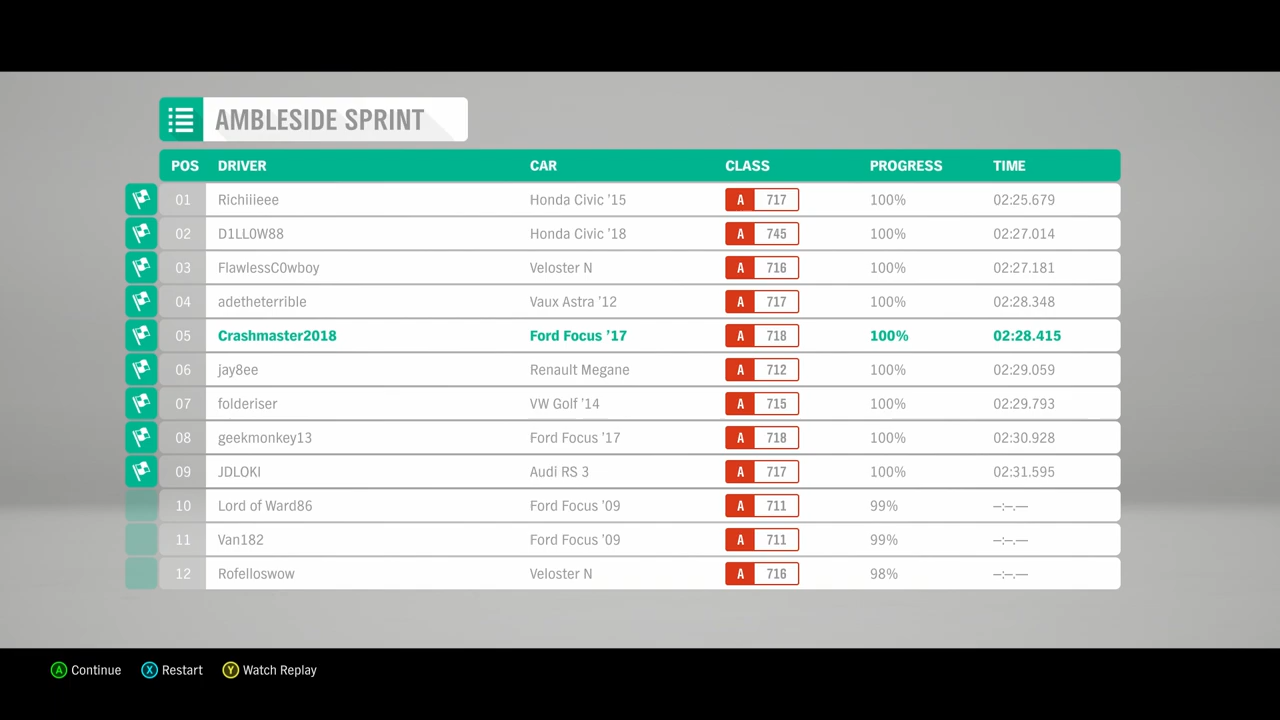 AMBLESIDE SPRINT
POS DRIVER CAR CLASS PROGRESS TIME
01 Richiiieee Honda Civic '15 A 717 100% 02:25.679
02 D1LL0W88 Honda Civic '18 A 745 100% 02:27.014
03 FlawlessC0wboy Veloster N A 716 100% 02:27.181
04 adetheterrible Vaux Astra '12 A 717 100% 02:28.348
05 Crashmaster2018 Ford Focus '17 A 718 100% 02:28.415
06 jay8ee Renault Megane A 712 100% 02:29.059
07 folderiser VW Golf '14 A 715 100% 02:29.793
08 geekmonkey13 Ford Focus '17 A 718 100% 02:30.928
09 JDLOKI Audi RS 3 A 717 100% 02:31.595
10 Lord of Ward86 Ford Focus '09 A 711 99% –:–.––
11 Van182 Ford Focus '09 A 711 99% –:–.––
12 Rofelloswow Veloster N A 716 98% –:–.––
A Continue X Restart Y Watch Replay